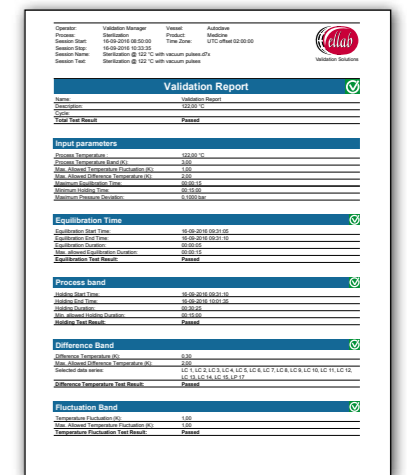 Operator: Validation Manager Vessel: Autoclave
Process: Sterilization Product: Medicine
Session Start: 16-09-2016 08:50:00 Time Zone: UTC offset 02:00:00
Session Stop: 16-09-2016 10:33:35
Session Name: Sterilization @ 122 °C with vacuum pulses.d7x
Session Text: Sterilization @ 122 °C with vacuum pulses
ellab
Validation Solutions
Validation Report
Name: Validation Report
Description: 122,00 °C
Cycle:
Total Test Result Passed
Input parameters
Process Temperature : 122,00 °C
Process Temperature Band (K): 3,00
Max. Allowed Temperature Fluctuation (K): 1,00
Max. Allowed Difference Temperature (K): 2,00
Maximum Equilibration Time: 00:00:15
Minimum Holding Time: 00:15:00
Maximum Pressure Deviation: 0,1000 bar
Equilibration Time
Equilibration Start Time: 16-09-2016 09:31:05
Equilibration End Time: 16-09-2016 09:31:10
Equilibration Duration: 00:00:05
Max. allowed Equilibration Duration: 00:00:15
Equilibration Test Result: Passed
Process band
Holding Start Time: 16-09-2016 09:31:10
Holding End Time: 16-09-2016 10:01:35
Holding Duration: 00:30:25
Min. allowed Holding Duration: 00:15:00
Holding Test Result: Passed
Difference Band
Difference Temperature (K): 0,30
Max. Allowed Difference Temperature (K): 2,00
Selected data series: LC 1, LC 2, LC 3, LC 4, LC 5, LC 6, LC 7, LC 8, LC 9, LC 10, LC 11, LC 12,
LC 13, LC 14, LC 15, LP 17
Difference Temperature Test Result: Passed
Fluctuation Band
Temperature Fluctuation (K): 1,00
Max. Allowed Temperature Fluctuation (K): 1,00
Temperature Fluctuation Test Result: Passed